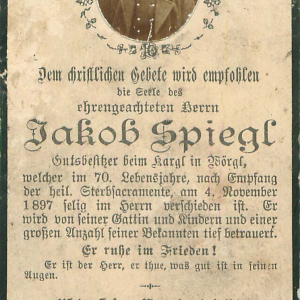 Dem christlichen Gebete wird empfohlen
die Seele des
ehrengeachteten Herrn
Jakob Spiegl
Gutsbesitzer beim Kargl in Wörgl,
welcher im 70. Lebensjahre, nach Empfang
der heil. Sterbsacramente, am 4. November
1897 selig im Herrn verschieden ist. Er
wird von seiner Gattin und Kindern und einer
großen Anzahl seiner Bekannten tief betrauert.
Er ruhe im Frieden!
Er ist der Herr, er thue, was gut ist in seinen
Augen.